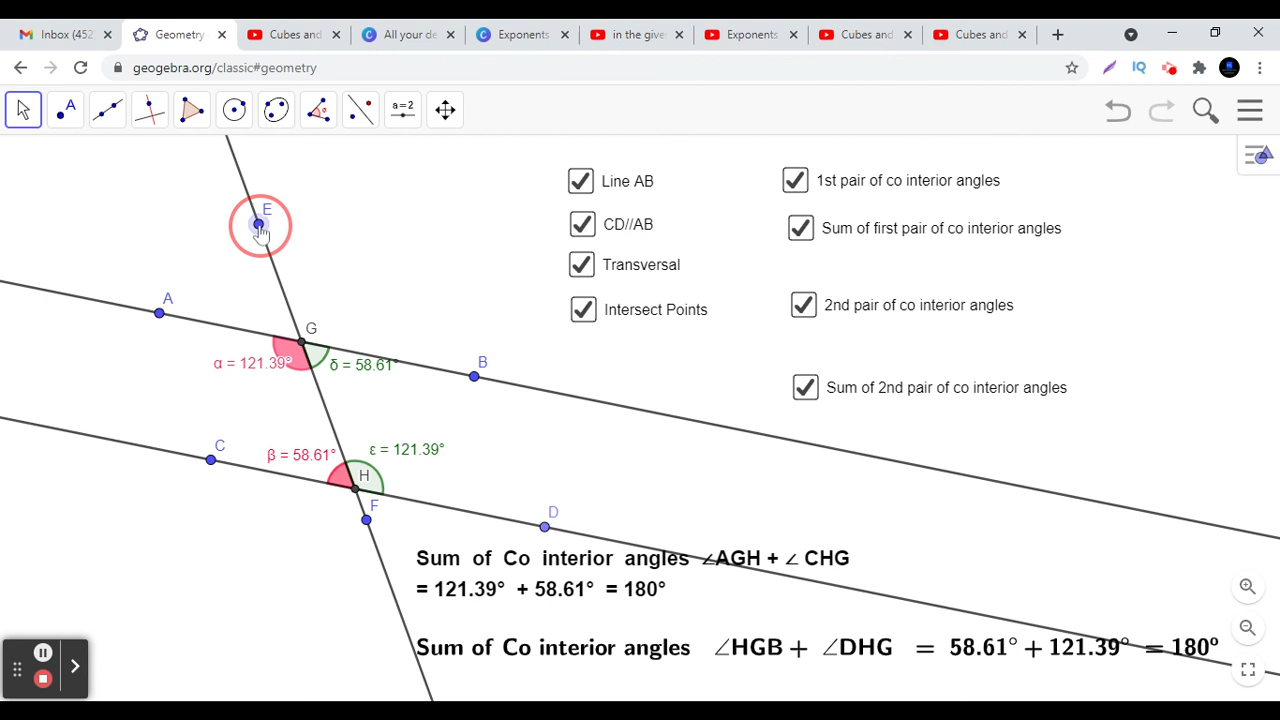 Inbox (452
Geometry
Cubes and
All your de
Exponents
in the give
Exponents
Cubes and
Cubes and
geogebra.org/classic#geometry
A
a=2
IQ
E
Line AB
1st pair of co interior angles
CD//AB
Sum of first pair of co interior angles
Transversal
Intersect Points
2nd pair of co interior angles
A
G
α = 121.39°
δ = 58.61°
B
Sum of 2nd pair of co interior angles
C
β = 58.61°
ε = 121.39°
H
F
D
Sum of Co interior angles ∠AGH + ∠ CHG
= 121.39° + 58.61° = 180°
Sum of Co interior angles ∠HGB + ∠DHG = 58.61° + 121.39° = 180º